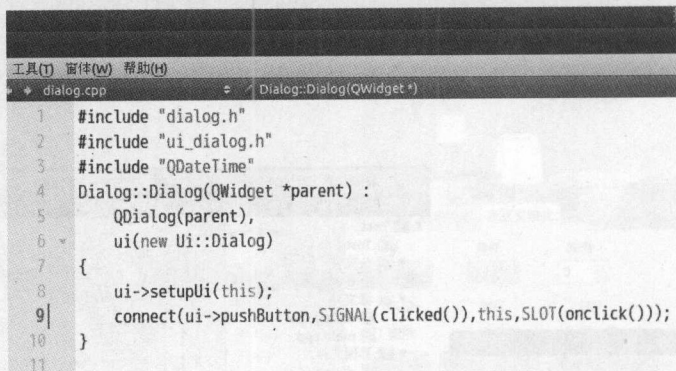 工具(T) 窗体(W) 帮助(H)
dialog.cpp Dialog::Dialog(QWidget *)
1 #include "dialog.h"
2 #include "ui_dialog.h"
3 #include "QDateTime"
4 Dialog::Dialog(QWidget *parent) :
5 QDialog(parent),
6 ui(new Ui::Dialog)
7 {
8 ui->setupUi(this);
9 connect(ui->pushButton,SIGNAL(clicked()),this,SLOT(onclick()));
10 }
11